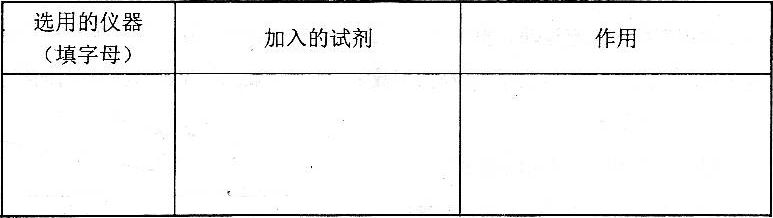 选用的仪器
（填字母）
加入的试剂
作用